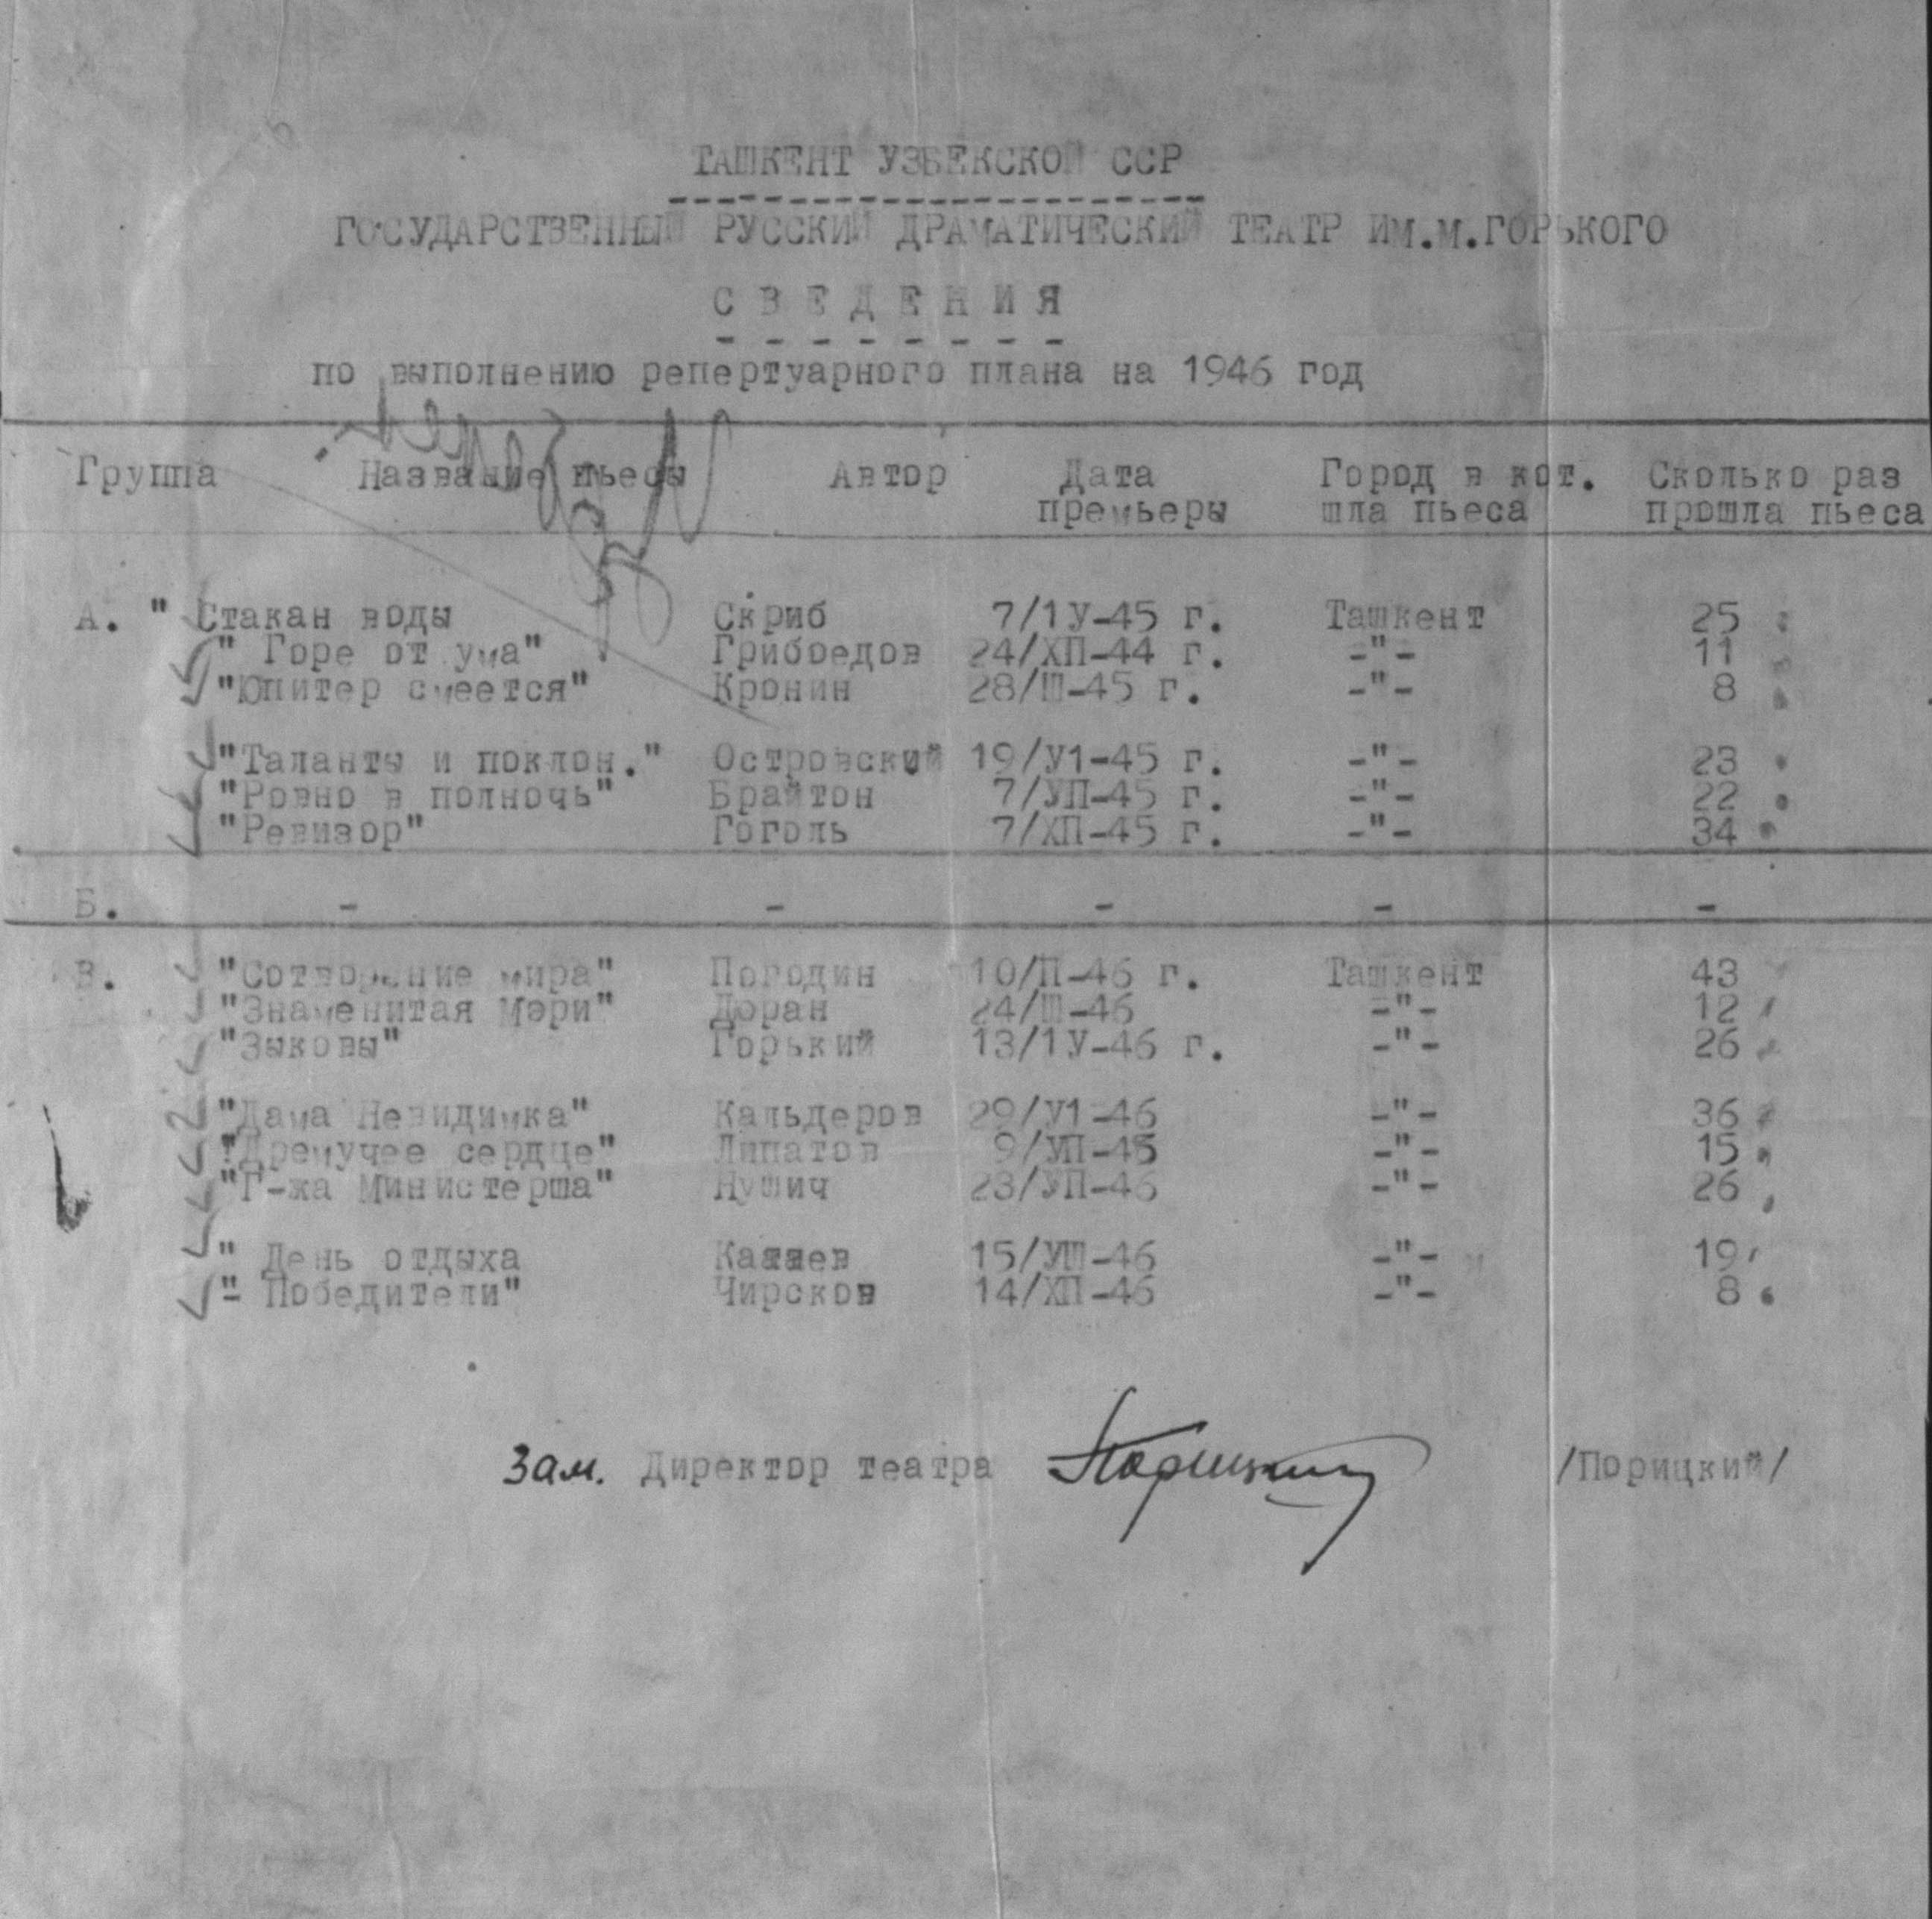 ТАШКЕНТ УЗБЕКСКОЙ ССР
ГОСУДАРСТВЕННЫЙ РУССКИЙ ДРАМАТИЧЕСКИЙ ТЕАТР ИМ.М.ГОРЬКОГО
С В Е Д Е Н И Я
по выполнению репертуарного плана на 1946 год
Группа Название пьесы Автор Дата Город в кот. Сколько раз
премьеры шла пьеса прошла пьеса
А. " Стакан воды Скриб 7/1У-45 г. Ташкент 25
" Горе от ума" Грибоедов 24/ХП-44 г. -"- 11
"Юпитер смеется" Кронин 28/Ш-45 г. -"- 8
"Таланты и поклон." Островский 19/У1-45 г. -"- 23
"Ровно в полночь" Брайтон 7/УП-45 г. -"- 22
"Ревизор" Гоголь 7/ХП-45 г. -"- 34
Б. - - - - -
В. "Сотворение мира" Погодин 10/П-46 г. Ташкент 43
"Знаменитая Мэри" Доран 24/Ш-46 -"- 12
"Зыковы" Горький 13/1У-46 г. -"- 26
"Дама Невидимка" Кальдеров 29/У1-46 -"- 36
"Дремучее сердце" Липатов 9/УП-46 -"- 15
"Г-жа Министерша" Нушич 23/УП-46 -"- 26
" День отдыха Катаев 15/УШ-46 -"- 19
" Победители" Чирсков 14/ХП-46 -"- 8
Зам. Директор театра /Порицкий/